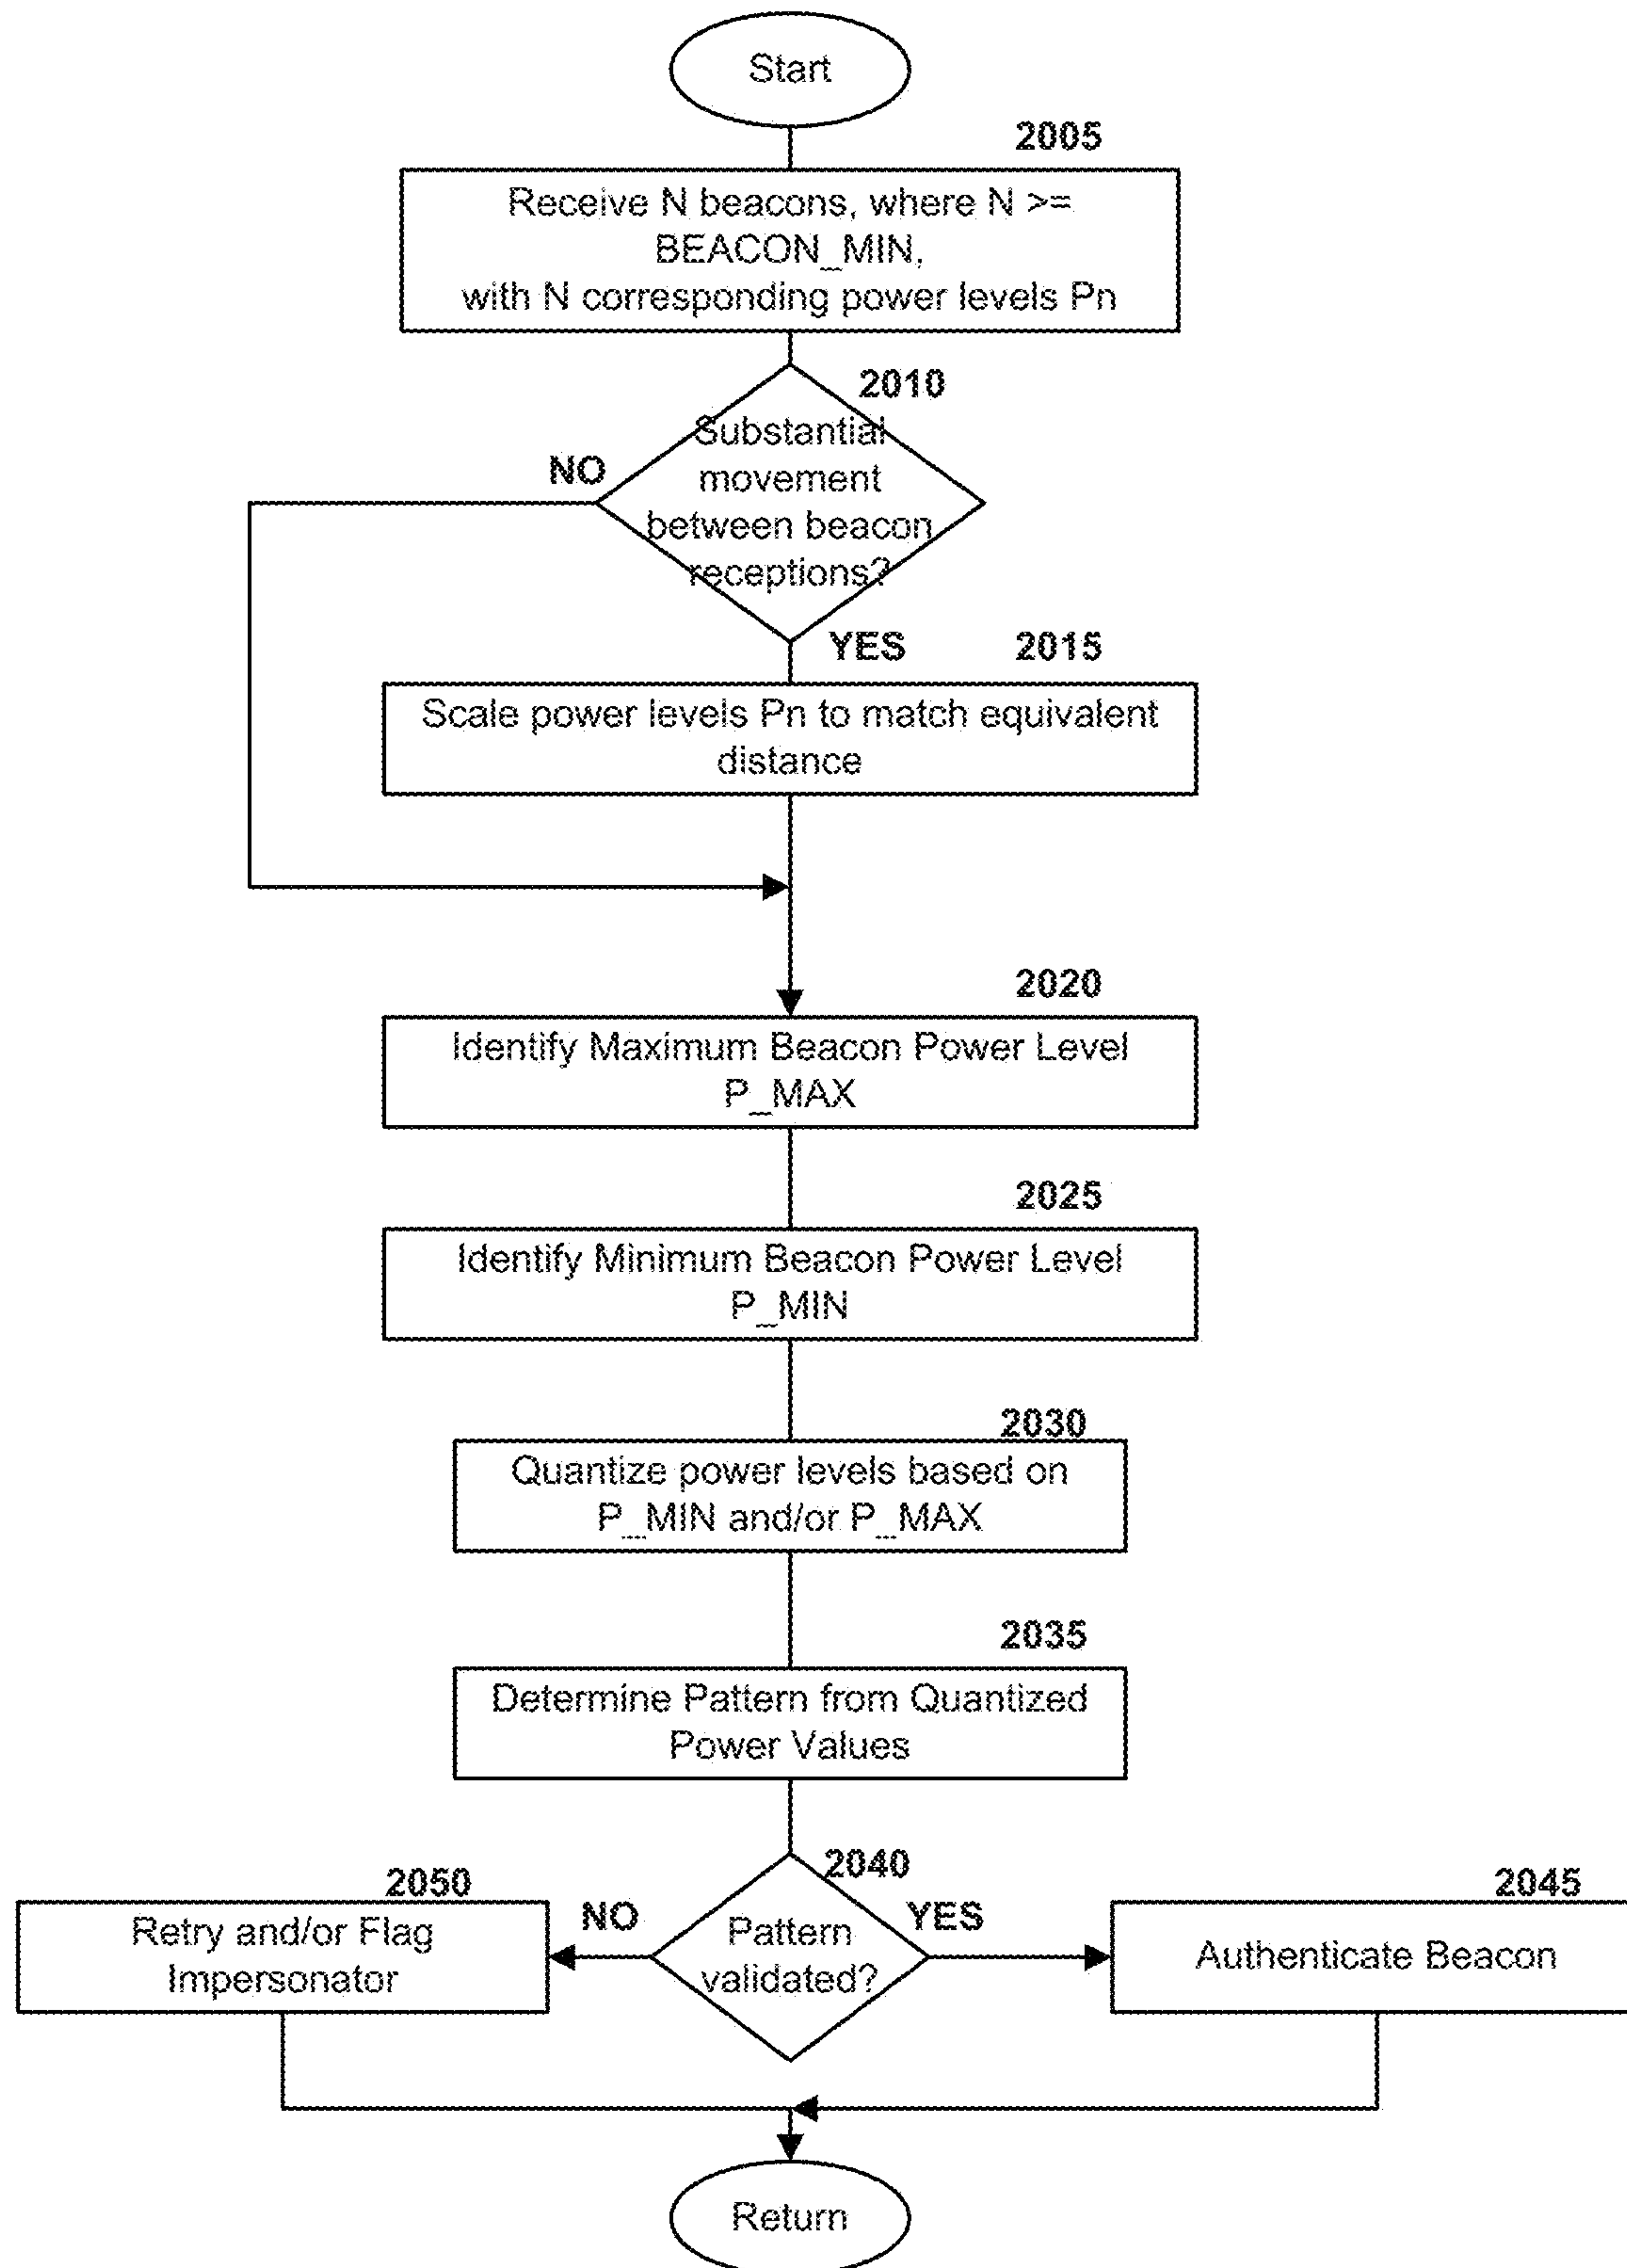 Start
2005
Receive N beacons, where N >=
BEACON_MIN,
with N corresponding power levels Pn
2010
Substantial
movement
between beacon
receptions?
NO
YES
2015
Scale power levels Pn to match equivalent
distance
2020
Identify Maximum Beacon Power Level
P_MAX
2025
Identify Minimum Beacon Power Level
P_MIN
2030
Quantize power levels based on
P_MIN and/or P_MAX
2035
Determine Pattern from Quantized
Power Values
2040
Pattern
validated?
NO
YES
2050
Retry and/or Flag
Impersonator
2045
Authenticate Beacon
Return